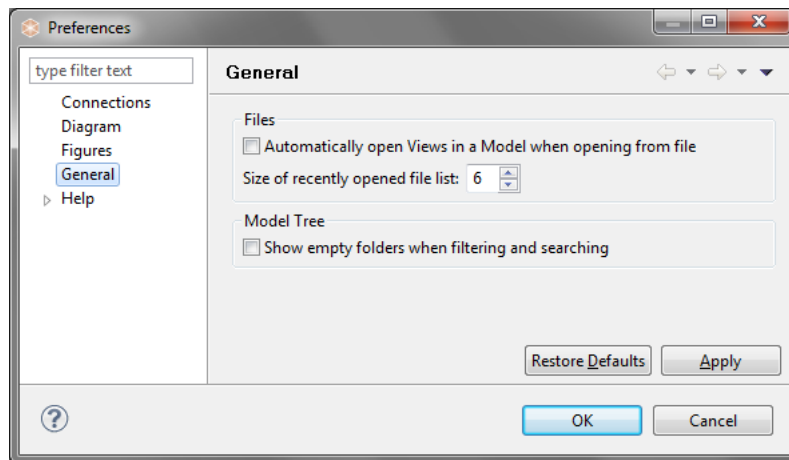 Preferences
type filter text
Connections
Diagram
Figures
General
Help
General
Files
Automatically open Views in a Model when opening from file
Size of recently opened file list: 6
Model Tree
Show empty folders when filtering and searching
Restore Defaults Apply
? OK Cancel